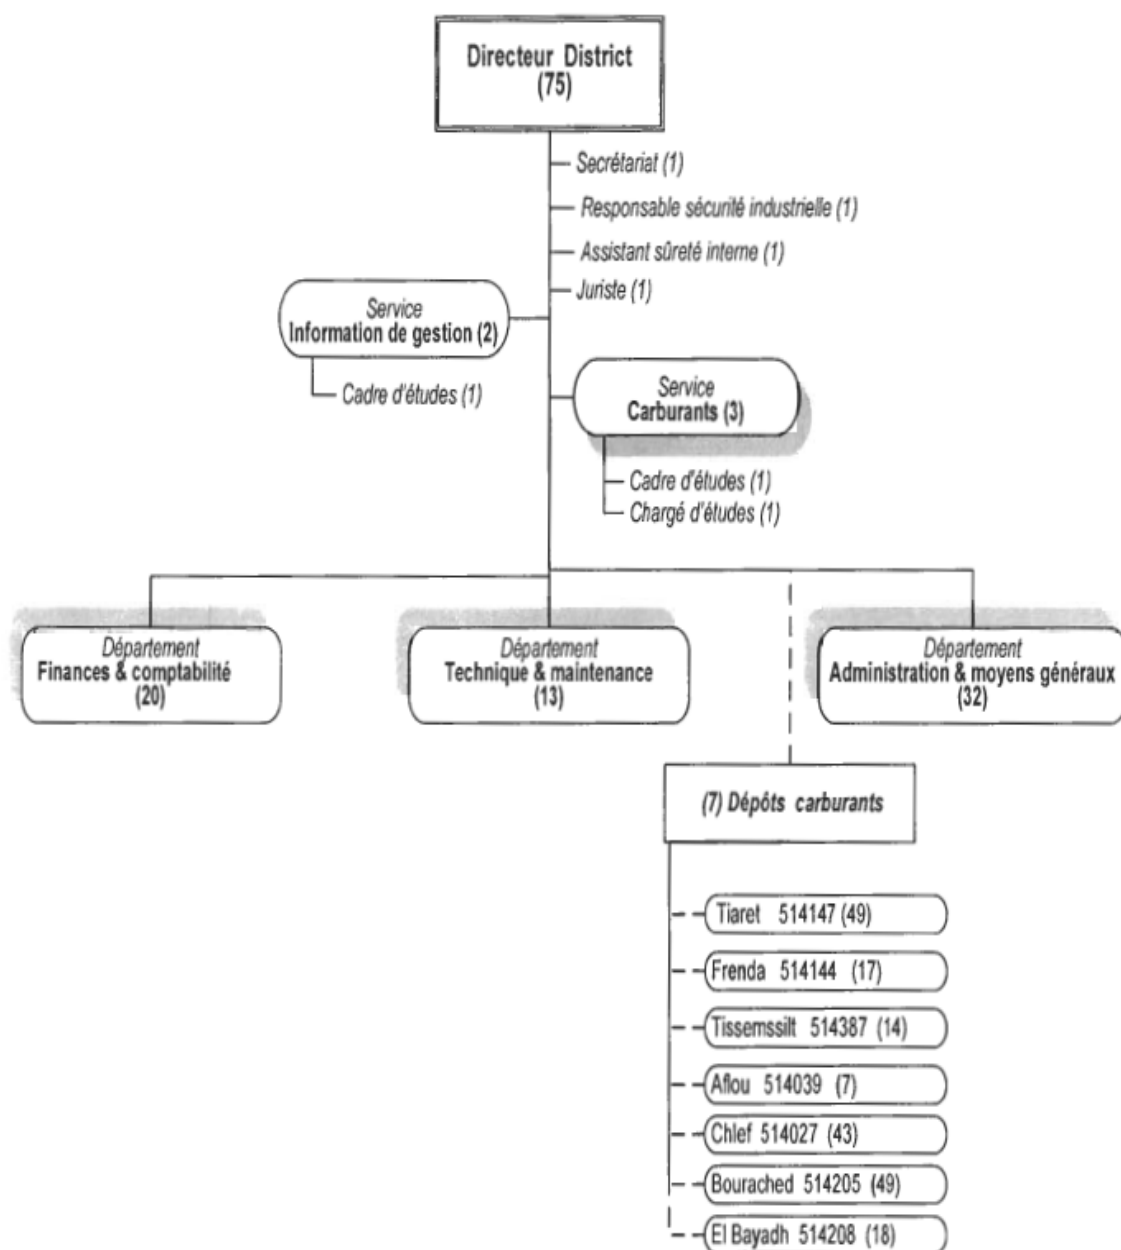 Directeur District
(75)
Secrétariat (1)
Responsable sécurité industrielle (1)
Assistant sûreté interne (1)
Juriste (1)
Service
Information de gestion (2)
Cadre d'études (1)
Service
Carburants (3)
Cadre d'études (1)
Chargé d'études (1)
Département
Finances & comptabilité
(20)
Département
Technique & maintenance
(13)
Département
Administration & moyens généraux
(32)
(7) Dépôts carburants
Tiaret 514147 (49)
Frenda 514144 (17)
Tissemssilt 514387 (14)
Aflou 514039 (7)
Chlef 514027 (43)
Bourached 514205 (49)
El Bayadh 514208 (18)